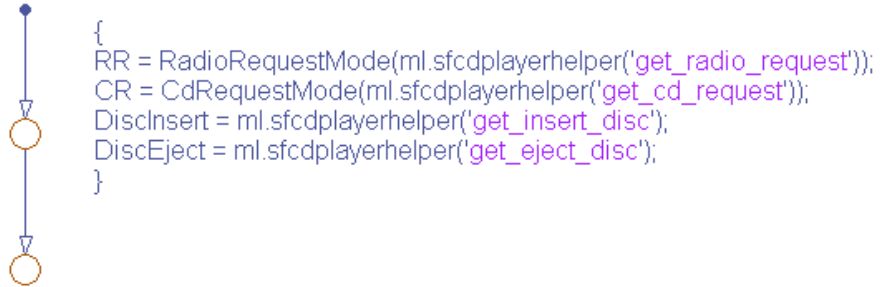 {
RR = RadioRequestMode(ml.sfcdplayerhelper('get_radio_request'));
CR = CdRequestMode(ml.sfcdplayerhelper('get_cd_request'));
DiscInsert = ml.sfcdplayerhelper('get_insert_disc');
DiscEject = ml.sfcdplayerhelper('get_eject_disc');
}